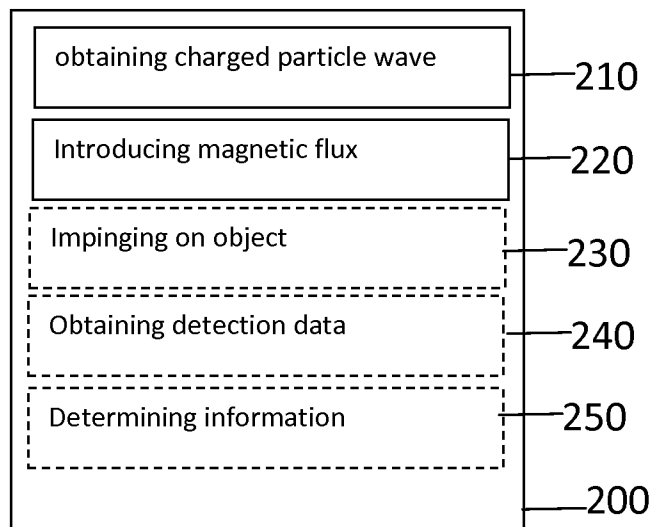 obtaining charged particle wave
210
Introducing magnetic flux
220
Impinging on object
230
Obtaining detection data
240
Determining information
250
200